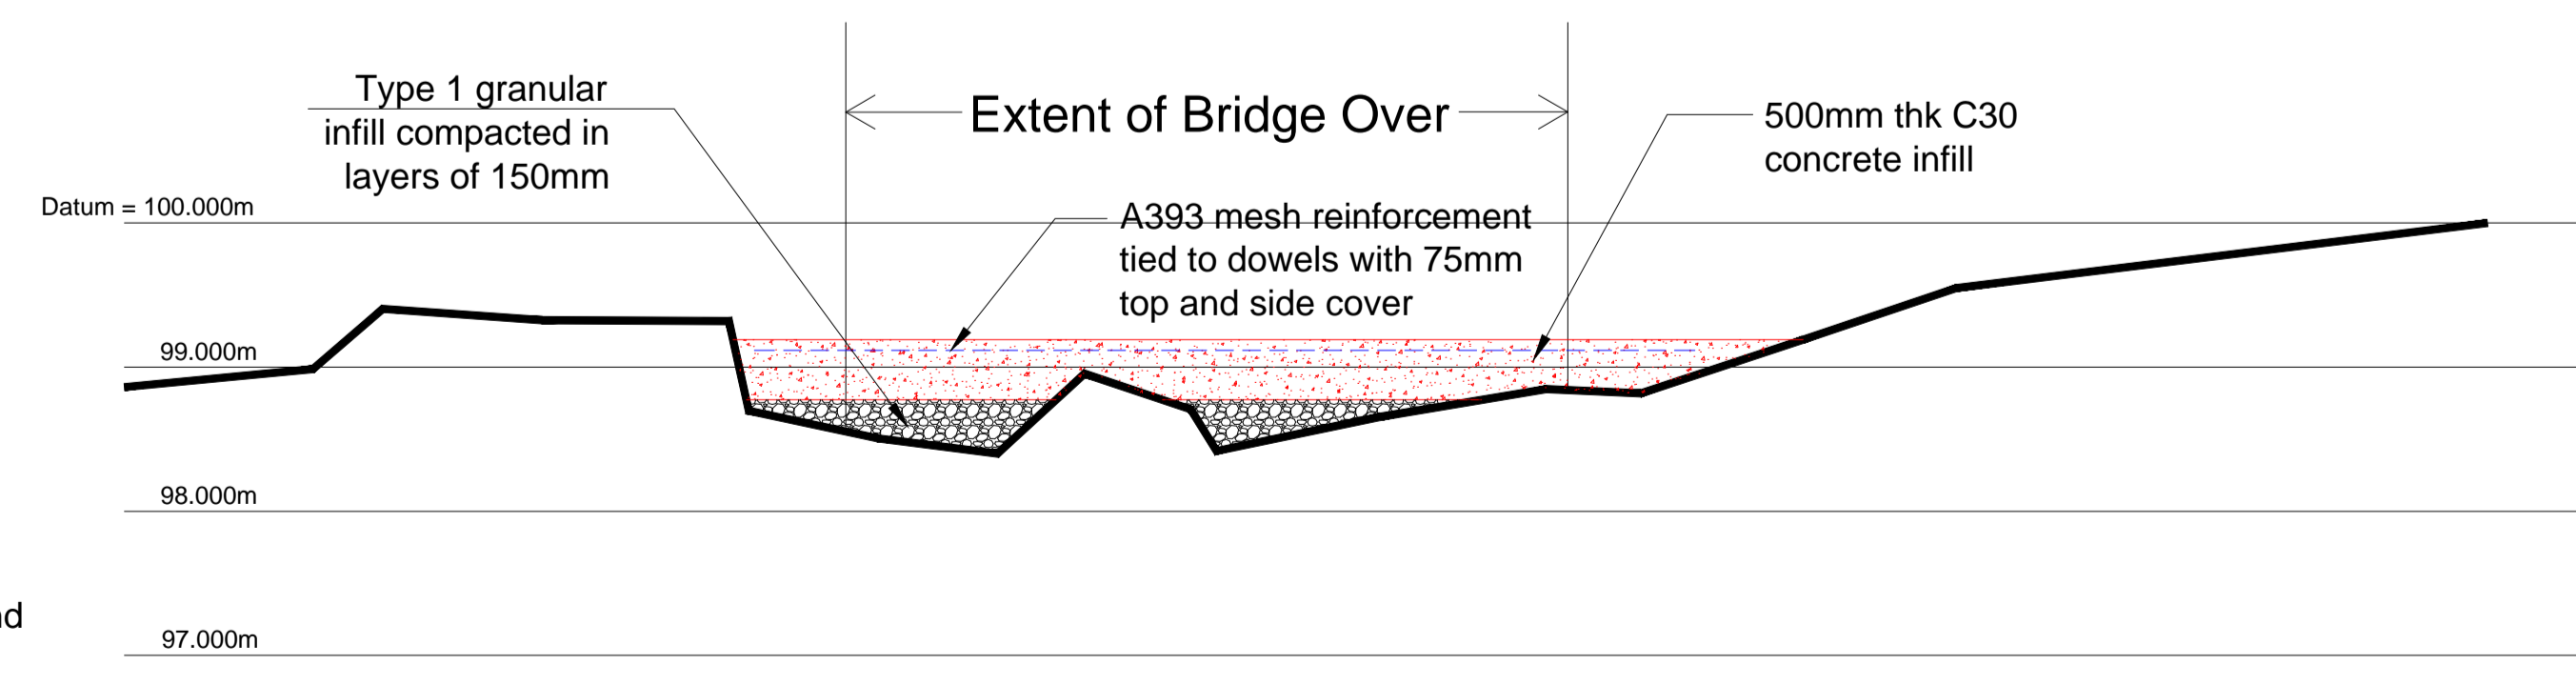 Type 1 granular
infill compacted in
layers of 150mm
Extent of Bridge Over
500mm thk C30
concrete infill
A393 mesh reinforcement
tied to dowels with 75mm
top and side cover
Datum = 100.000m
99.000m
98.000m
97.000m